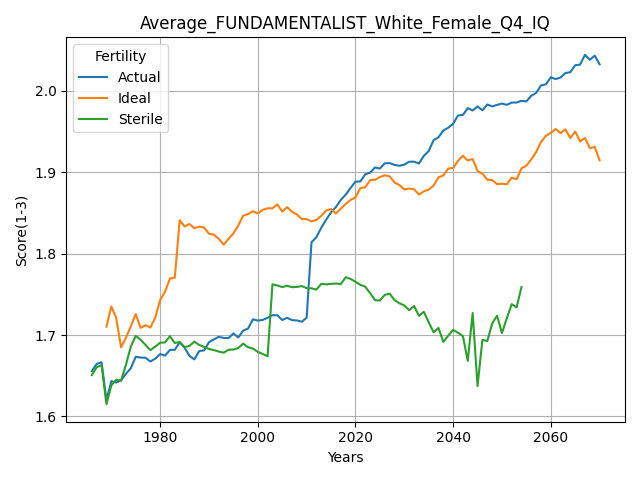 Average_FUNDAMENTALIST_White_Female_Q4_IQ
Fertility
Actual
Ideal
Sterile
Score(1-3)
2.0
1.9
1.8
1.7
1.6
1980 2000 2020 2040 2060
Years